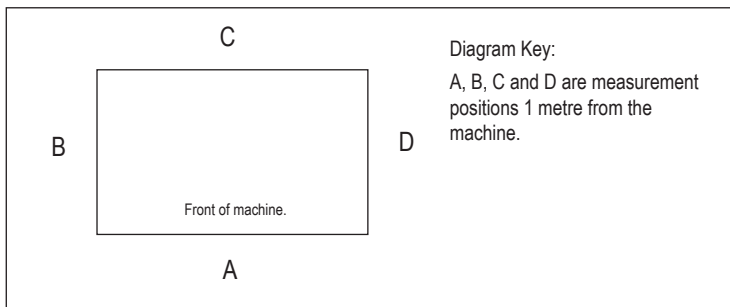 C
Diagram Key:
A, B, C and D are measurement
positions 1 metre from the
machine.
B
D
Front of machine.
A